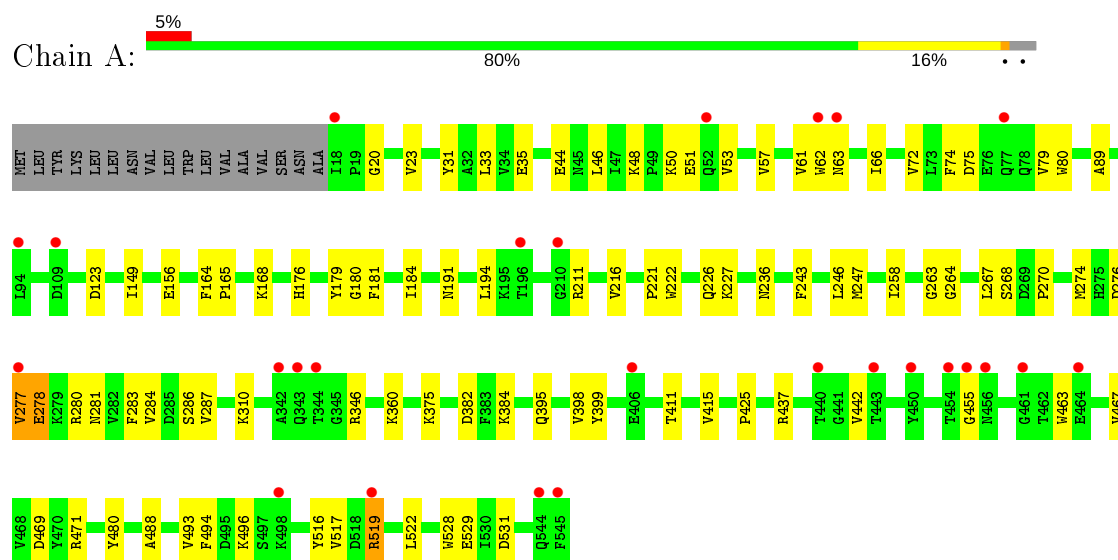 5%
Chain A:
80% 16% • •
MET LEU TYR LYS LEU LEU ASN VAL LEU TRP LEU VAL ALA VAL SER ASN ALA I18 P19 G20 V23 Y31 A32 L33 V34 E35 E44 N45 L46 I47 K48 P49 K50 E51 Q52 V53 V57 V61 W62 N63 I66 V72 L73 F74 D75 E76 Q77 Q78 V79 W80 A89
L94 D109 D123 I149 E156 F164 P165 K168 H176 Y179 G180 F181 I184 N191 L194 K195 T196 G210 R211 V216 P221 W222 Q226 K227 N236 F243 L246 M247 I258 G263 G264 L267 S268 D269 P270 M274 H275
V277 E278 K279 R280 N281 V282 F283 V284 D285 S286 V287 K310 A342 Q343 T344 G345 R346 K360 K375 D382 F383 K384 Q395 V398 Y399 E406 T411 V415 P425 R437 T440 G441 V442 T443 Y450 T454 G455 N456 G461 T462 W463 E464 V467
V468 D469 Y470 R471 Y480 A488 V493 F494 D495 K496 S497 K498 Y516 V517 D518 R519 L522 W528 E529 I530 D531 Q544 F545